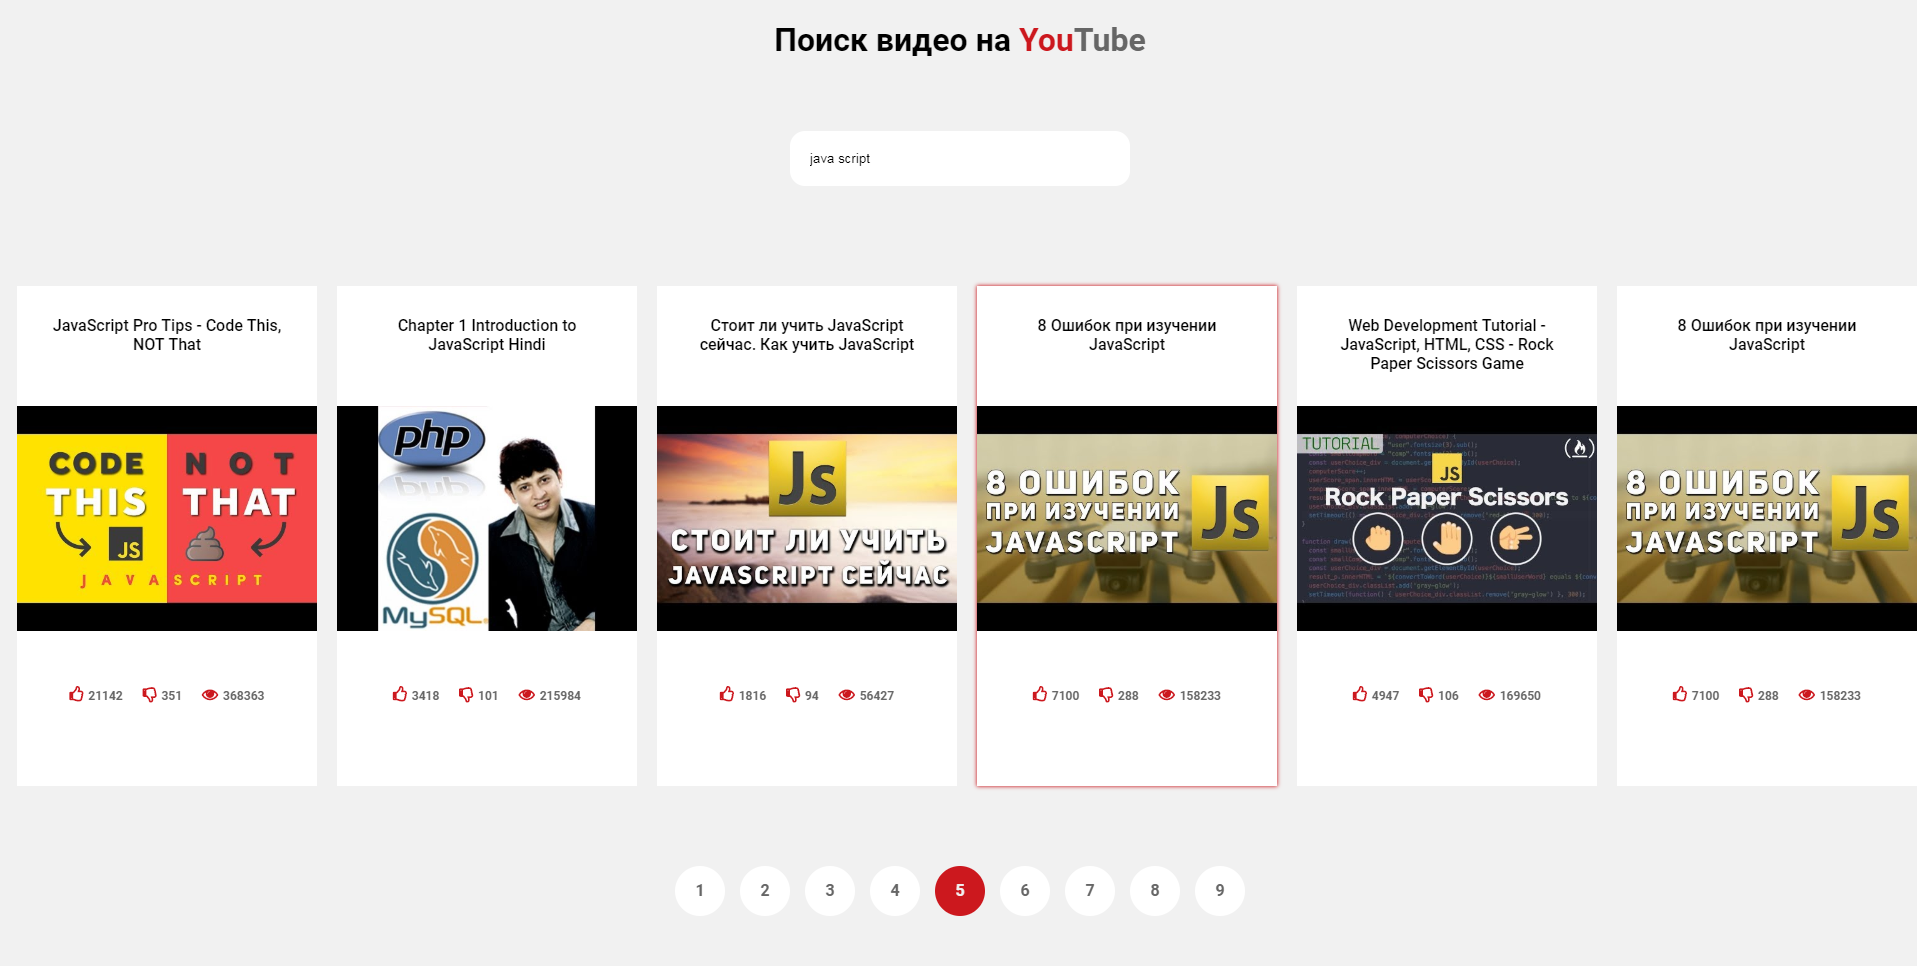 Поиск видео на YouTube
java script
JavaScript Pro Tips - Code This,
NOT That
CODE
THIS
NOT
THAT
JS
JAVASCRIPT
21142 351 368363
Chapter 1 Introduction to
JavaScript Hindi
php
MySQL
3418 101 215984
Стоит ли учить JavaScript
сейчас. Как учить JavaScript
JS
СТОИТ ЛИ УЧИТЬ
JAVASCRIPT СЕЙЧАС
1816 94 56427
8 Ошибок при изучении
JavaScript
8 ОШИБОК
ПРИ ИЗУЧЕНИИ
JAVASCRIPT
JS
7100 288 158233
Web Development Tutorial -
JavaScript, HTML, CSS - Rock
Paper Scissors Game
TUTORIAL
JS
Rock Paper Scissors
4947 106 169650
8 Ошибок при изучении
JavaScript
8 ОШИБОК
ПРИ ИЗУЧЕНИИ
JAVASCRIPT
JS
7100 288 158233
1 2 3 4 5 6 7 8 9